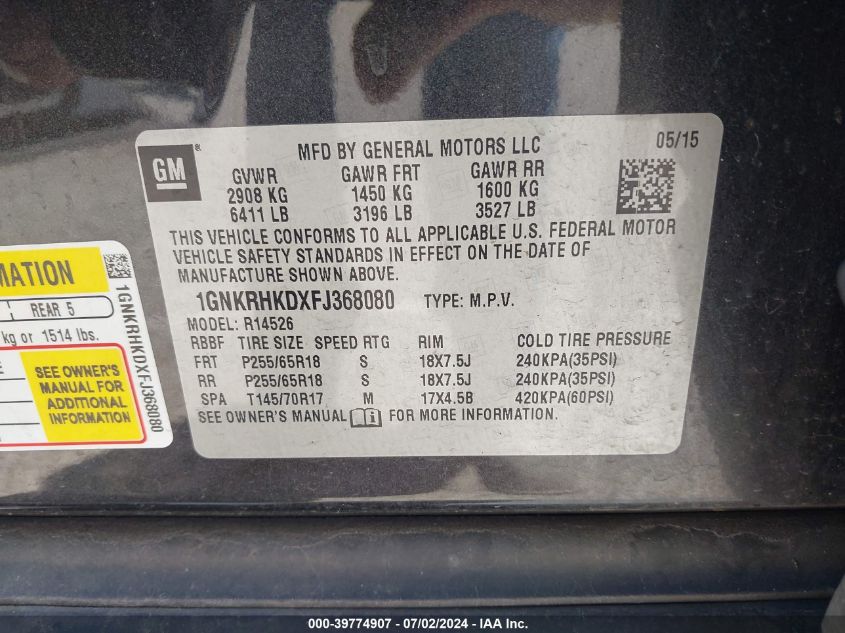 GM ®
MFD BY GENERAL MOTORS LLC 05/15
GVWR GAWR FRT GAWR RR
2908 KG 1450 KG 1600 KG
6411 LB 3196 LB 3527 LB
THIS VEHICLE CONFORMS TO ALL APPLICABLE U.S. FEDERAL MOTOR
VEHICLE SAFETY STANDARDS IN EFFECT ON THE DATE OF
MANUFACTURE SHOWN ABOVE.
1GNKRHKDXFJ368080 TYPE: M.P.V.
MODEL: R14526
RBBF TIRE SIZE SPEED RTG RIM COLD TIRE PRESSURE
FRT P255/65R18 S 18X7.5J 240KPA(35PSI)
RR P255/65R18 S 18X7.5J 240KPA(35PSI)
SPA T145/70R17 M 17X4.5B 420KPA(60PSI)
SEE OWNER'S MANUAL FOR MORE INFORMATION.
MATION
REAR 5
kg or 1514 lbs.
SEE OWNER'S
MANUAL FOR
ADDITIONAL
INFORMATION
1GNKRHKDXFJ368080
000-39774907 - 07/02/2024 - IAA Inc.